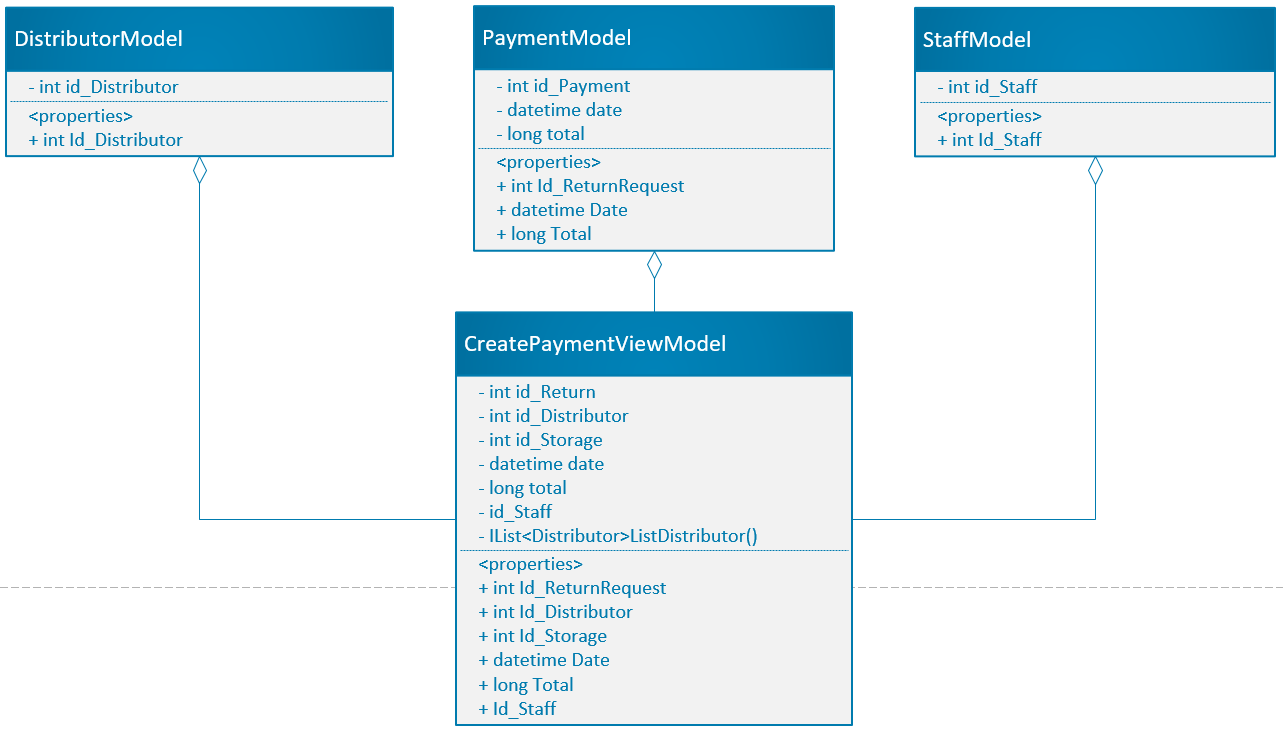 DistributorModel
- int id_Distributor
<properties>
+ int Id_Distributor
PaymentModel
- int id_Payment
- datetime date
- long total
<properties>
+ int Id_ReturnRequest
+ datetime Date
+ long Total
StaffModel
- int id_Staff
<properties>
+ int Id_Staff
CreatePaymentViewModel
- int id_Return
- int id_Distributor
- int id_Storage
- datetime date
- long total
- id_Staff
- IList<Distributor>ListDistributor()
<properties>
+ int Id_ReturnRequest
+ int Id_Distributor
+ int Id_Storage
+ datetime Date
+ long Total
+ Id_Staff